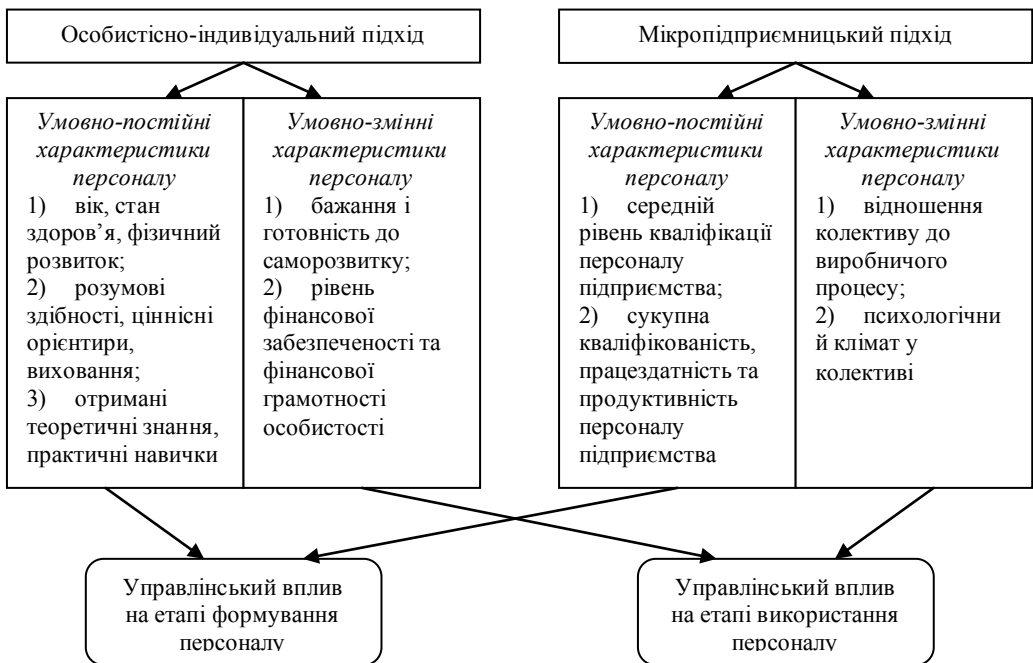 Особистісно-індивідуальний підхід
Мікропідприємницький підхід
Умовно-постійні
характеристики
персоналу
1) вік, стан
здоров’я, фізичний
розвиток;
2) розумові
здібності, ціннісні
орієнтири,
виховання;
3) отримані
теоретичні знання,
практичні навички
Умовно-змінні
характеристики
персоналу
1) бажання і
готовність до
саморозвитку;
2) рівень
фінансової
забезпеченості та
фінансової
грамотності
особистості
Умовно-постійні
характеристики
персоналу
1) середній
рівень кваліфікації
персоналу
підприємства;
2) сукупна
кваліфікованість,
працездатність та
продуктивність
персоналу
підприємства
Умовно-змінні
характеристики
персоналу
1) відношення
колективу до
виробничого
процесу;
2) психологічни
й клімат у
колективі
Управлінський вплив
на етапі формування
персоналу
Управлінський вплив
на етапі використання
персоналу